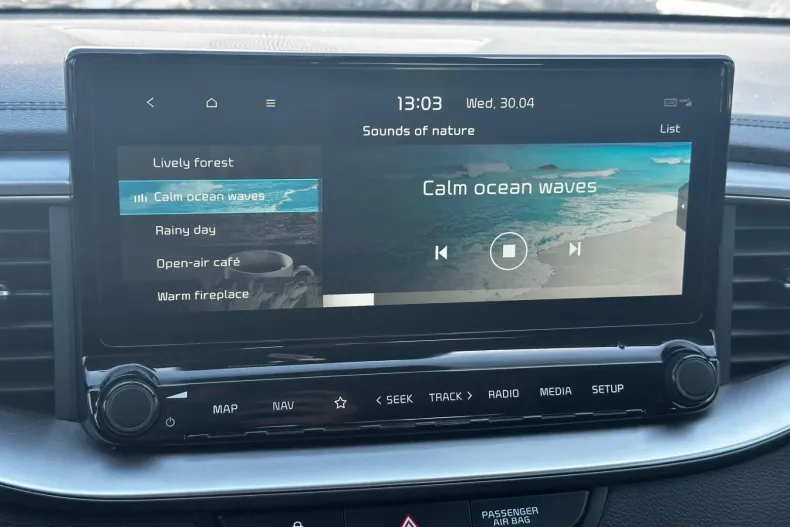 13:03 Wed, 30.04
Sounds of nature
List
Lively forest
Calm ocean waves
Rainy day
Open-air café
Warm fireplace
Calm ocean waves
MAP NAV < SEEK TRACK > RADIO MEDIA SETUP
PASSENGER
AIR BAG